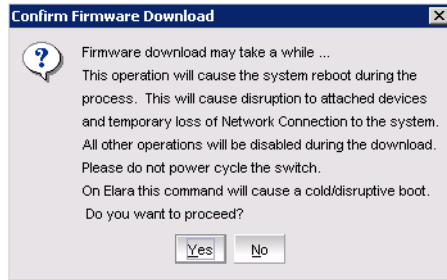 Confirm Firmware Download
Firmware download may take a while ...
This operation will cause the system reboot during the
process. This will cause disruption to attached devices
and temporary loss of Network Connection to the system.
All other operations will be disabled during the download.
Please do not power cycle the switch.
On Elara this command will cause a cold/disruptive boot.
Do you want to proceed?
Yes No